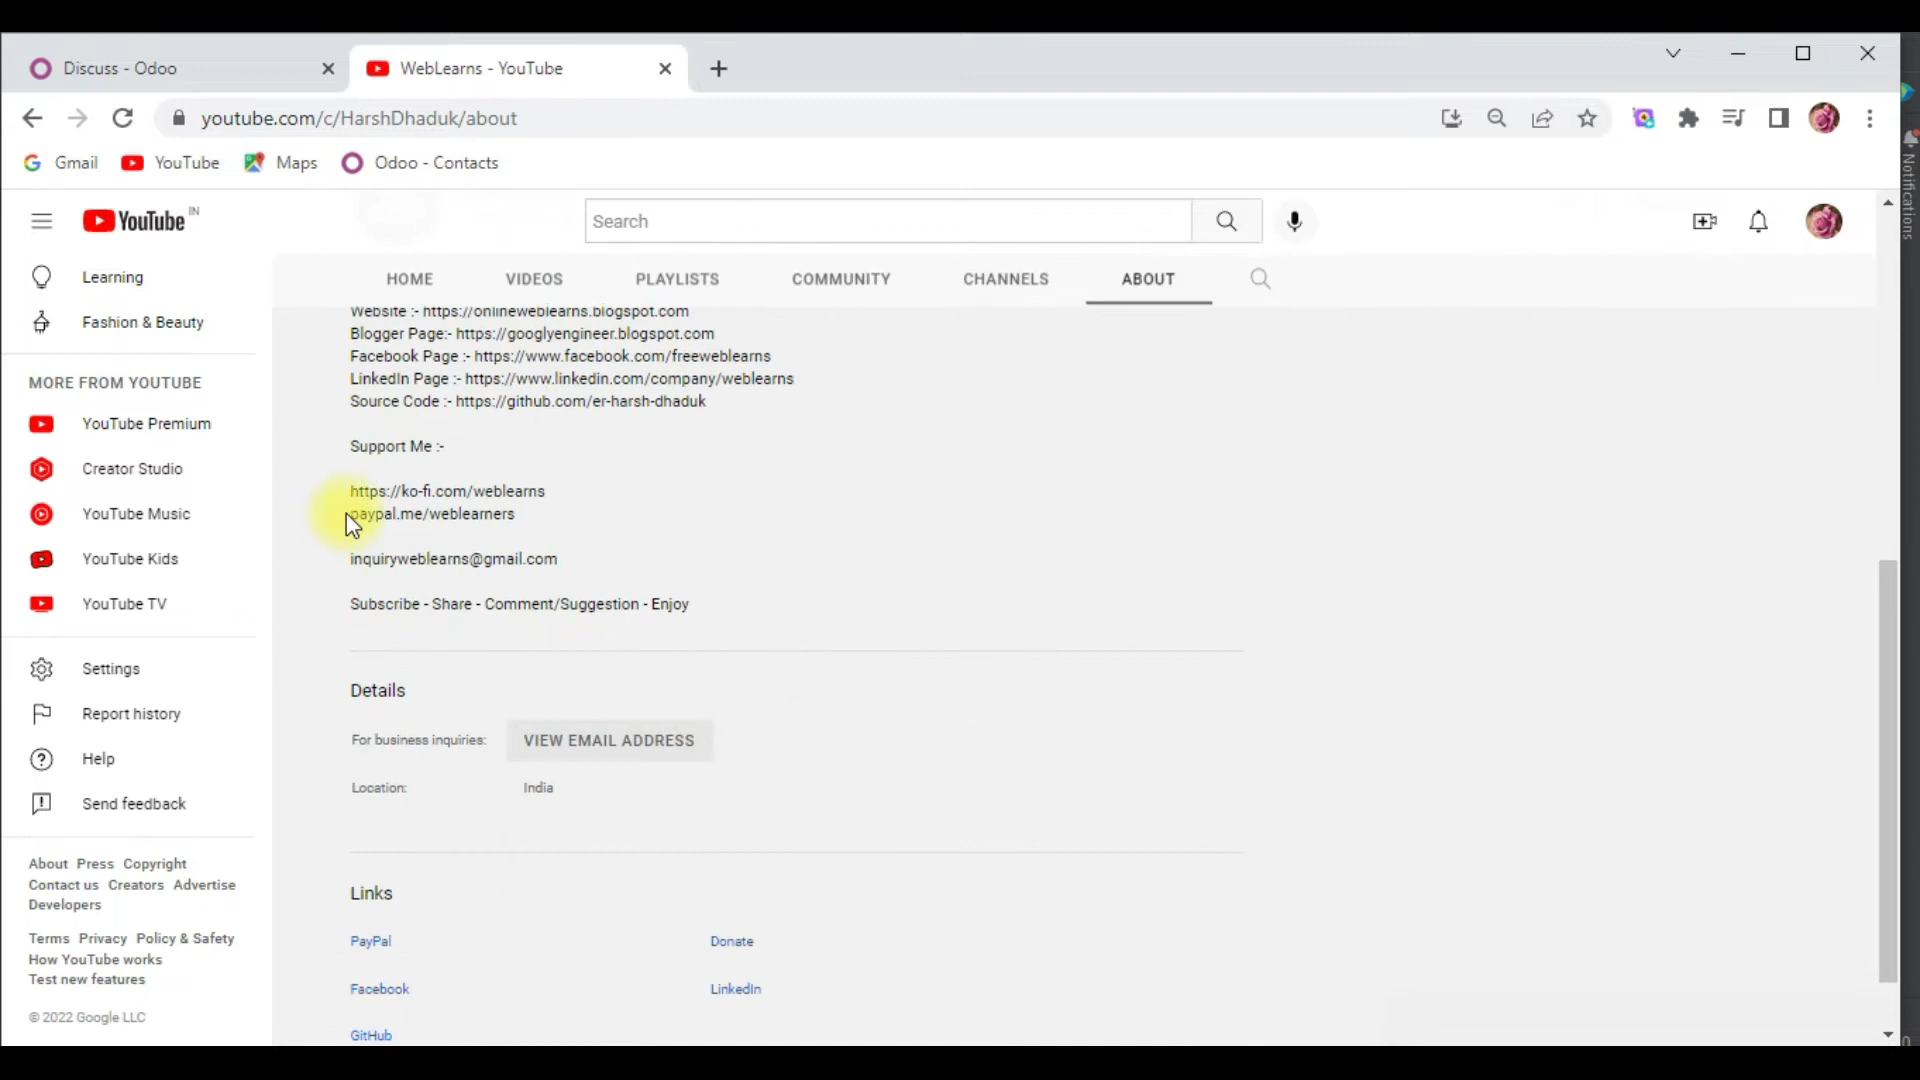 Discuss - Odoo
WebLearns - YouTube
youtube.com/c/HarshDhaduk/about
Gmail
YouTube
Maps
Odoo - Contacts
Notifications
YouTube IN
Search
Learning
Fashion & Beauty
MORE FROM YOUTUBE
YouTube Premium
Creator Studio
YouTube Music
YouTube Kids
YouTube TV
Settings
Report history
Help
Send feedback
About Press Copyright
Contact us Creators Advertise
Developers
Terms Privacy Policy & Safety
How YouTube works
Test new features
© 2022 Google LLC
HOME
VIDEOS
PLAYLISTS
COMMUNITY
CHANNELS
ABOUT
Website :- https://onlineweblearns.blogspot.com
Blogger Page:- https://googlyengineer.blogspot.com
Facebook Page :- https://www.facebook.com/freeweblearns
LinkedIn Page :- https://www.linkedin.com/company/weblearns
Source Code :- https://github.com/er-harsh-dhaduk
Support Me :-
https://ko-fi.com/weblearns
paypal.me/weblearners
inquiryweblearns@gmail.com
Subscribe - Share - Comment/Suggestion - Enjoy
Details
For business inquiries:
VIEW EMAIL ADDRESS
Location:
India
Links
PayPal
Donate
Facebook
LinkedIn
GitHub